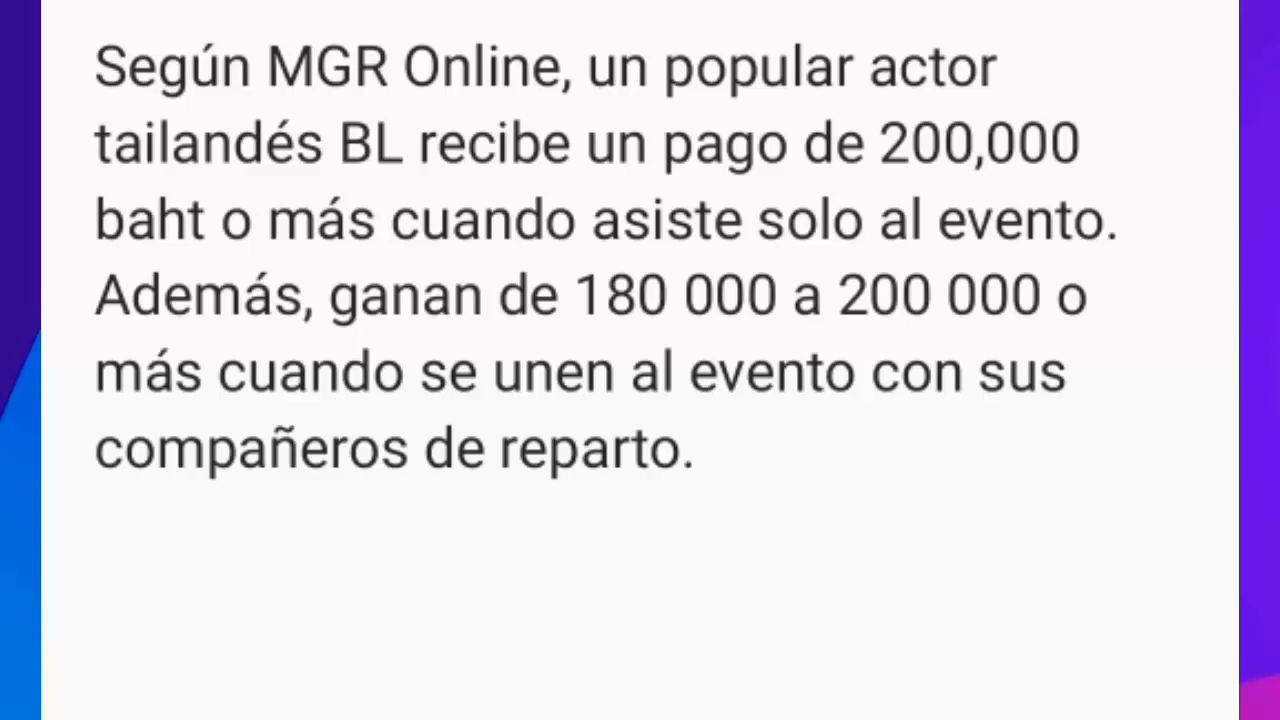 Según MGR Online, un popular actor
tailandés BL recibe un pago de 200,000
baht o más cuando asiste solo al evento.
Además, ganan de 180 000 a 200 000 o
más cuando se unen al evento con sus
compañeros de reparto.